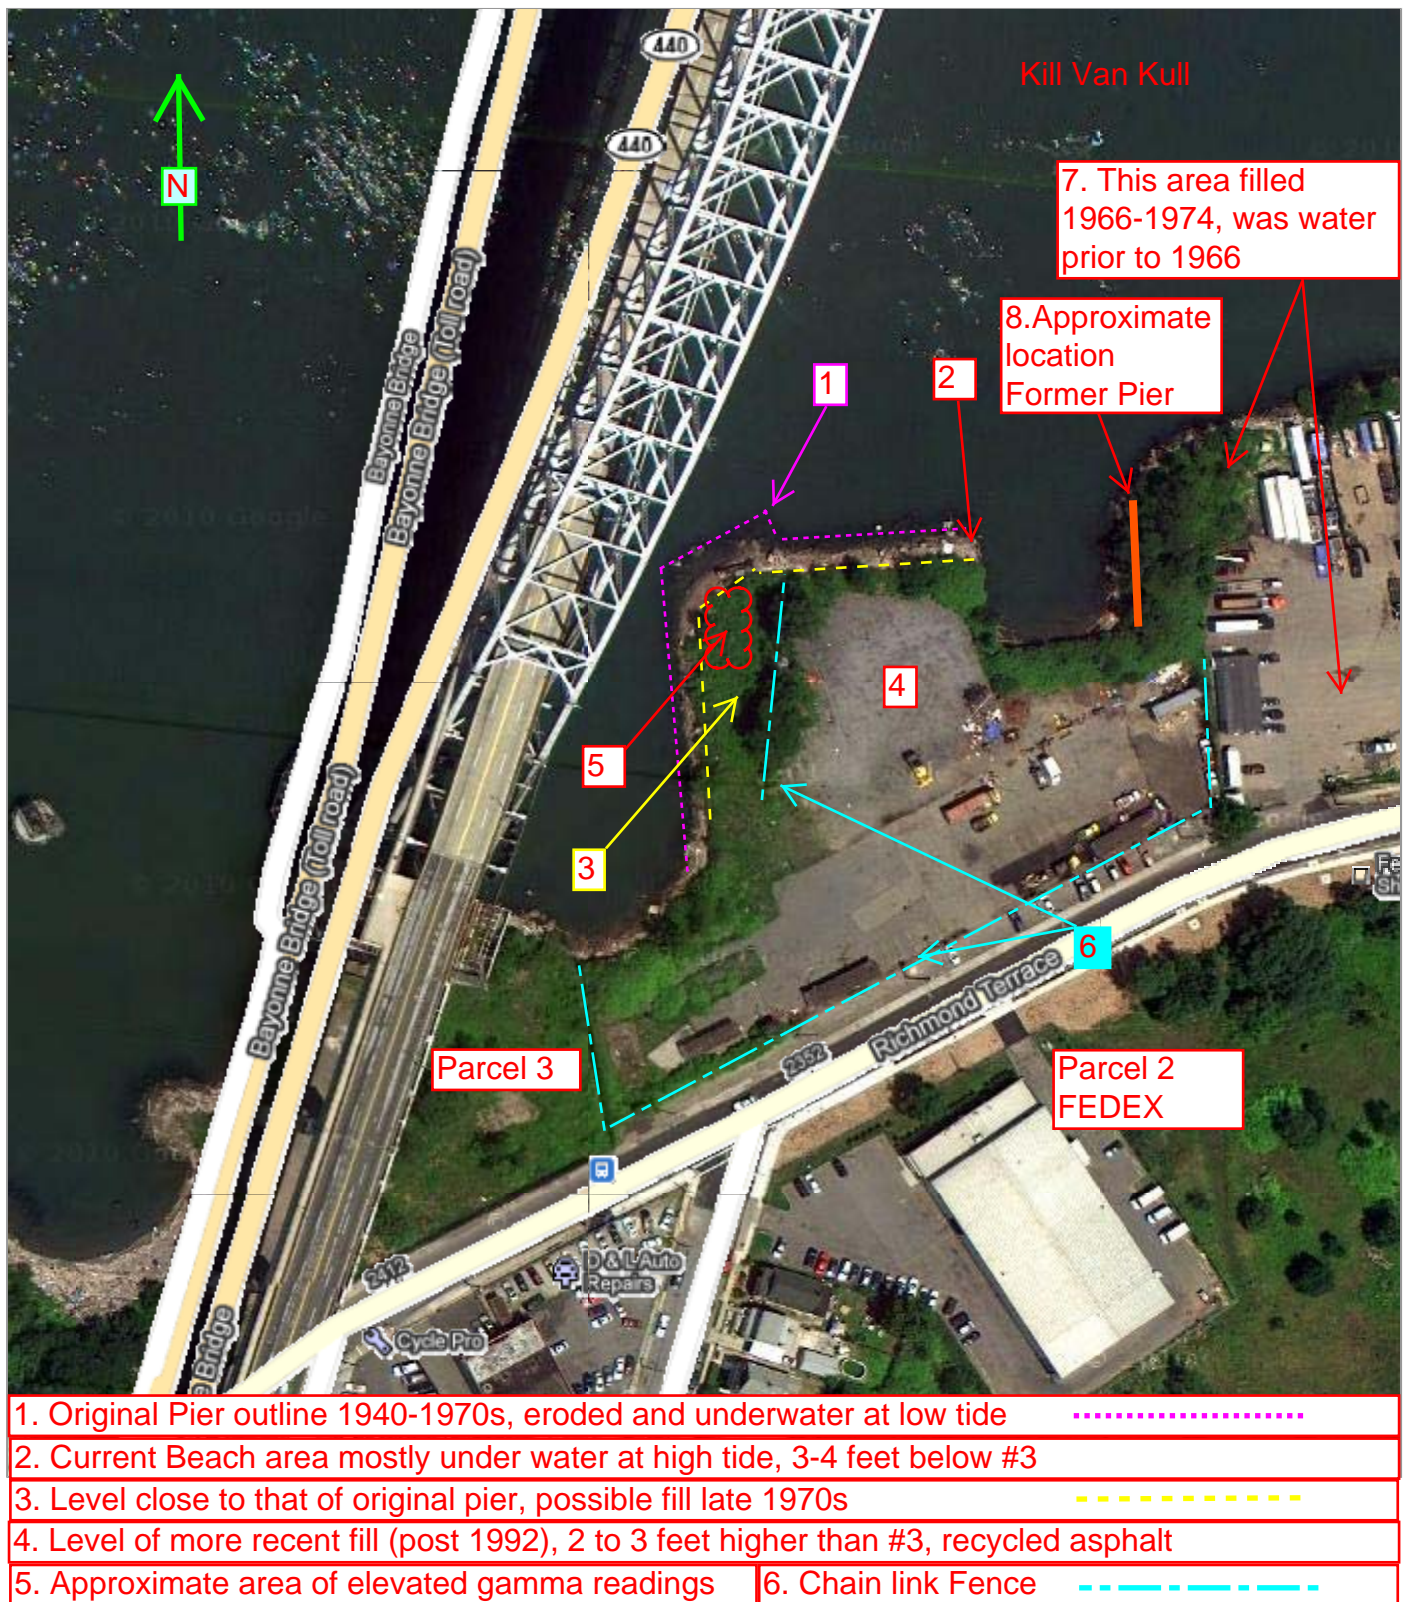 440
Kill Van Kull
440
N
7. This area filled
1966-1974, was water
prior to 1966
8.Approximate
location
Former Pier
Bayonne Bridge
Bayonne Bridge (Toll road)
1
2
© 2010 Google
4
5
3
6
Bayonne Bridge (Toll road)
Richmond Terrace
2352
Parcel 3
Parcel 2
FEDEX
2412
D & L Auto
Repairs
Cycle Pro
e Bridge
1. Original Pier outline 1940-1970s, eroded and underwater at low tide
2. Current Beach area mostly under water at high tide, 3-4 feet below #3
3. Level close to that of original pier, possible fill late 1970s
4. Level of more recent fill (post 1992), 2 to 3 feet higher than #3, recycled asphalt
5. Approximate area of elevated gamma readings
6. Chain link Fence